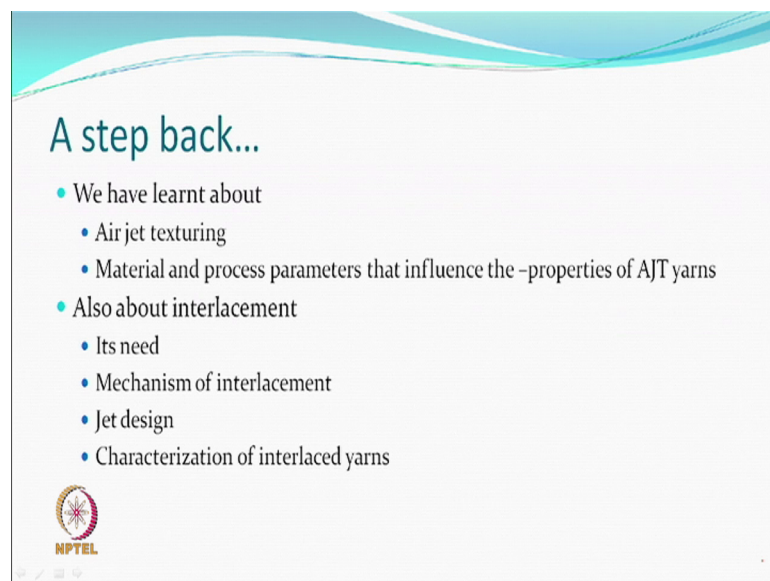 A step back...
We have learnt about
Air jet texturing
Material and process parameters that influence the –properties of AJT yarns
Also about interlacement
Its need
Mechanism of interlacement
Jet design
Characterization of interlaced yarns
NPTEL